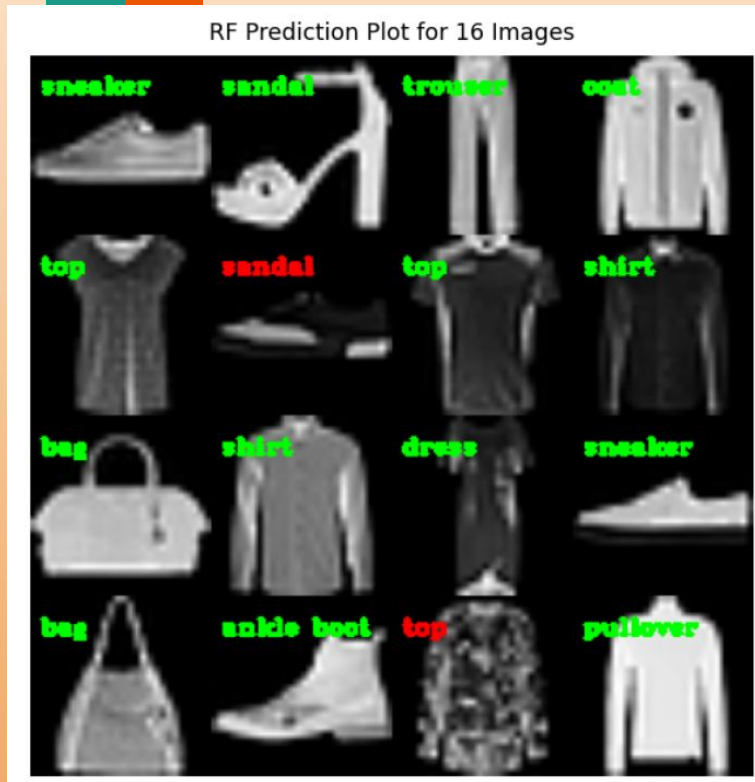 RF Prediction Plot for 16 Images
sneaker sandal trouser coat
top sandal top shirt
bag shirt dress sneaker
bag ankle boot top pullover